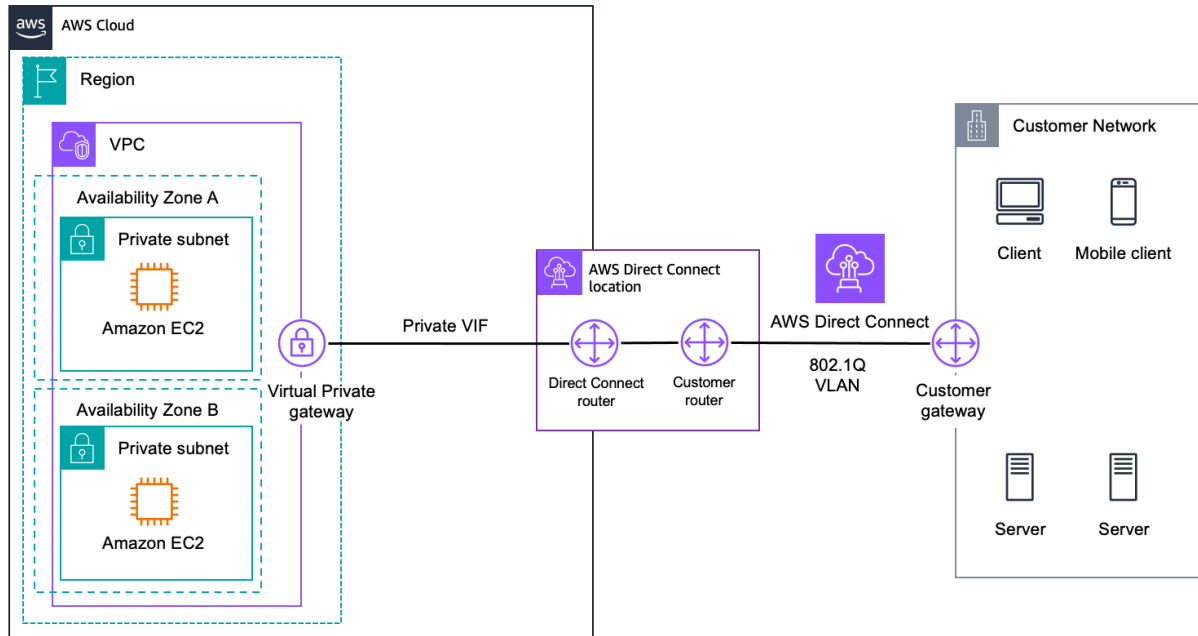 aws
AWS Cloud
Region
VPC
Availability Zone A
Private subnet
Amazon EC2
Availability Zone B
Private subnet
Amazon EC2
Virtual Private
gateway
Private VIF
AWS Direct Connect
location
Direct Connect
router
Customer
router
AWS Direct Connect
802.1Q
VLAN
Customer
gateway
Customer Network
Client
Mobile client
Server
Server